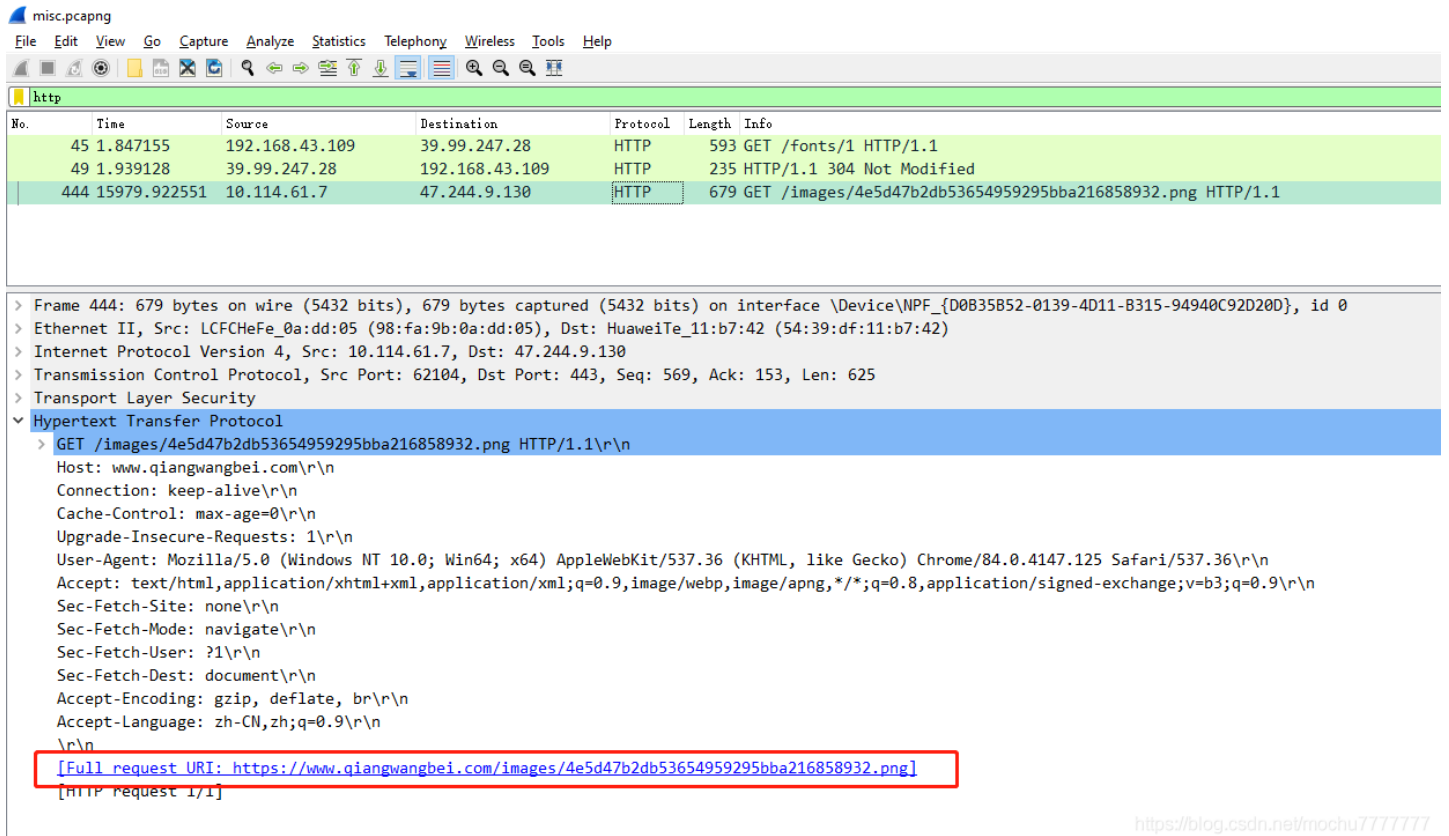 misc.pcapng
File Edit View Go Capture Analyze Statistics Telephony Wireless Tools Help
http
No. Time Source Destination Protocol Length Info
45 1.847155 192.168.43.109 39.99.247.28 HTTP 593 GET /fonts/1 HTTP/1.1
49 1.939128 39.99.247.28 192.168.43.109 HTTP 235 HTTP/1.1 304 Not Modified
444 15979.922551 10.114.61.7 47.244.9.130 HTTP 679 GET /images/4e5d47b2db53654959295bba216858932.png HTTP/1.1
Frame 444: 679 bytes on wire (5432 bits), 679 bytes captured (5432 bits) on interface \Device\NPF_{D0B35B52-0139-4D11-B315-94940C92D20D}, id 0
Ethernet II, Src: LCFCHeFe_0a:dd:05 (98:fa:9b:0a:dd:05), Dst: HuaweiTe_11:b7:42 (54:39:df:11:b7:42)
Internet Protocol Version 4, Src: 10.114.61.7, Dst: 47.244.9.130
Transmission Control Protocol, Src Port: 62104, Dst Port: 443, Seq: 569, Ack: 153, Len: 625
Transport Layer Security
Hypertext Transfer Protocol
GET /images/4e5d47b2db53654959295bba216858932.png HTTP/1.1\r\n
Host: www.qiangwangbei.com\r\n
Connection: keep-alive\r\n
Cache-Control: max-age=0\r\n
Upgrade-Insecure-Requests: 1\r\n
User-Agent: Mozilla/5.0 (Windows NT 10.0; Win64; x64) AppleWebKit/537.36 (KHTML, like Gecko) Chrome/84.0.4147.125 Safari/537.36\r\n
Accept: text/html,application/xhtml+xml,application/xml;q=0.9,image/webp,image/apng,*/*;q=0.8,application/signed-exchange;v=b3;q=0.9\r\n
Sec-Fetch-Site: none\r\n
Sec-Fetch-Mode: navigate\r\n
Sec-Fetch-User: ?1\r\n
Sec-Fetch-Dest: document\r\n
Accept-Encoding: gzip, deflate, br\r\n
Accept-Language: zh-CN,zh;q=0.9\r\n
\r\n
[Full request URI: https://www.qiangwangbei.com/images/4e5d47b2db53654959295bba216858932.png]
[HTTP request 1/1]
https://blog.csdn.net/mochu7777777